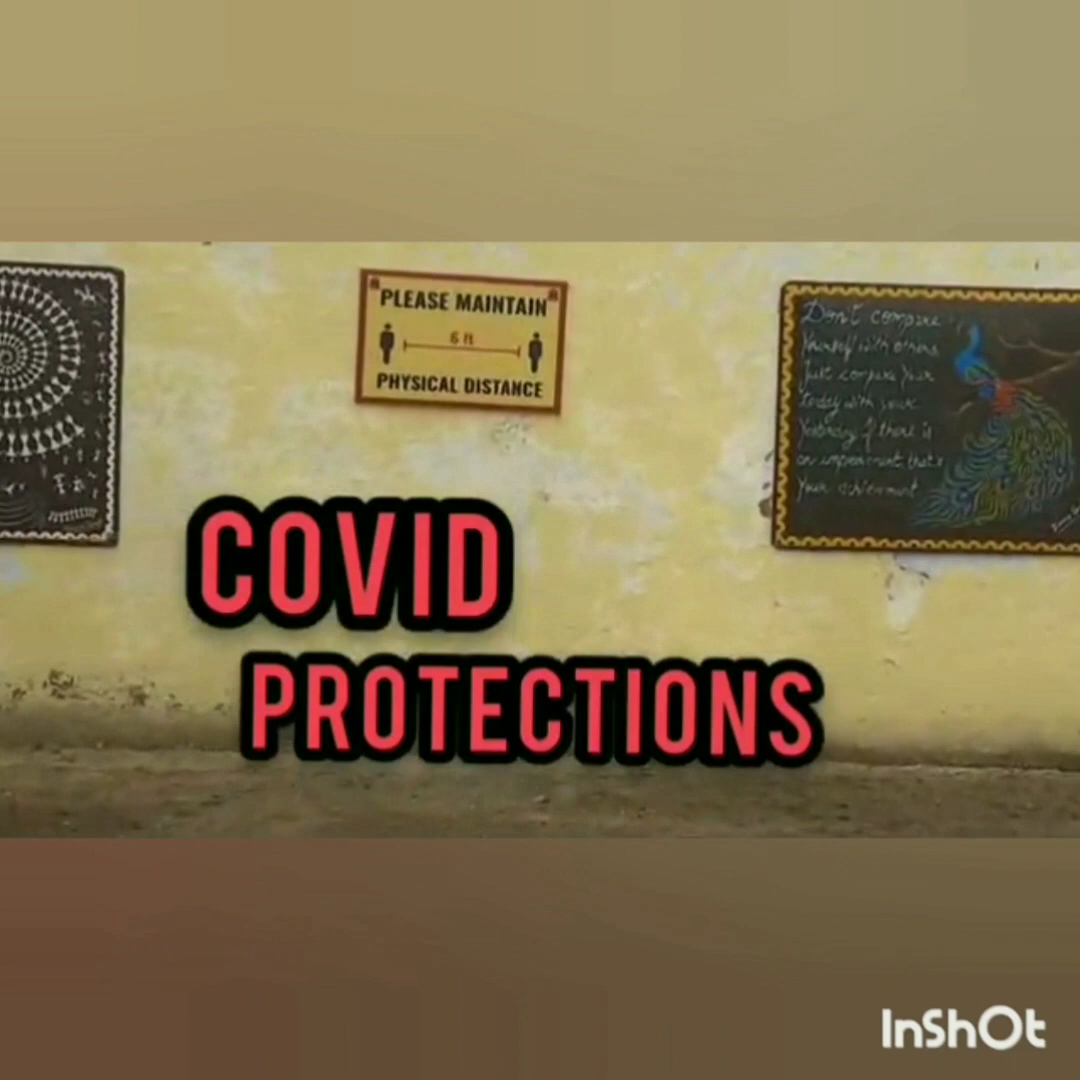 PLEASE MAINTAIN
6 ft
PHYSICAL DISTANCE
Don't compare
Yourself with others
Just compare Your
today with your
Yesterday if there is
an improvement that's
Your achievement
COVID
PROTECTIONS
InShOt